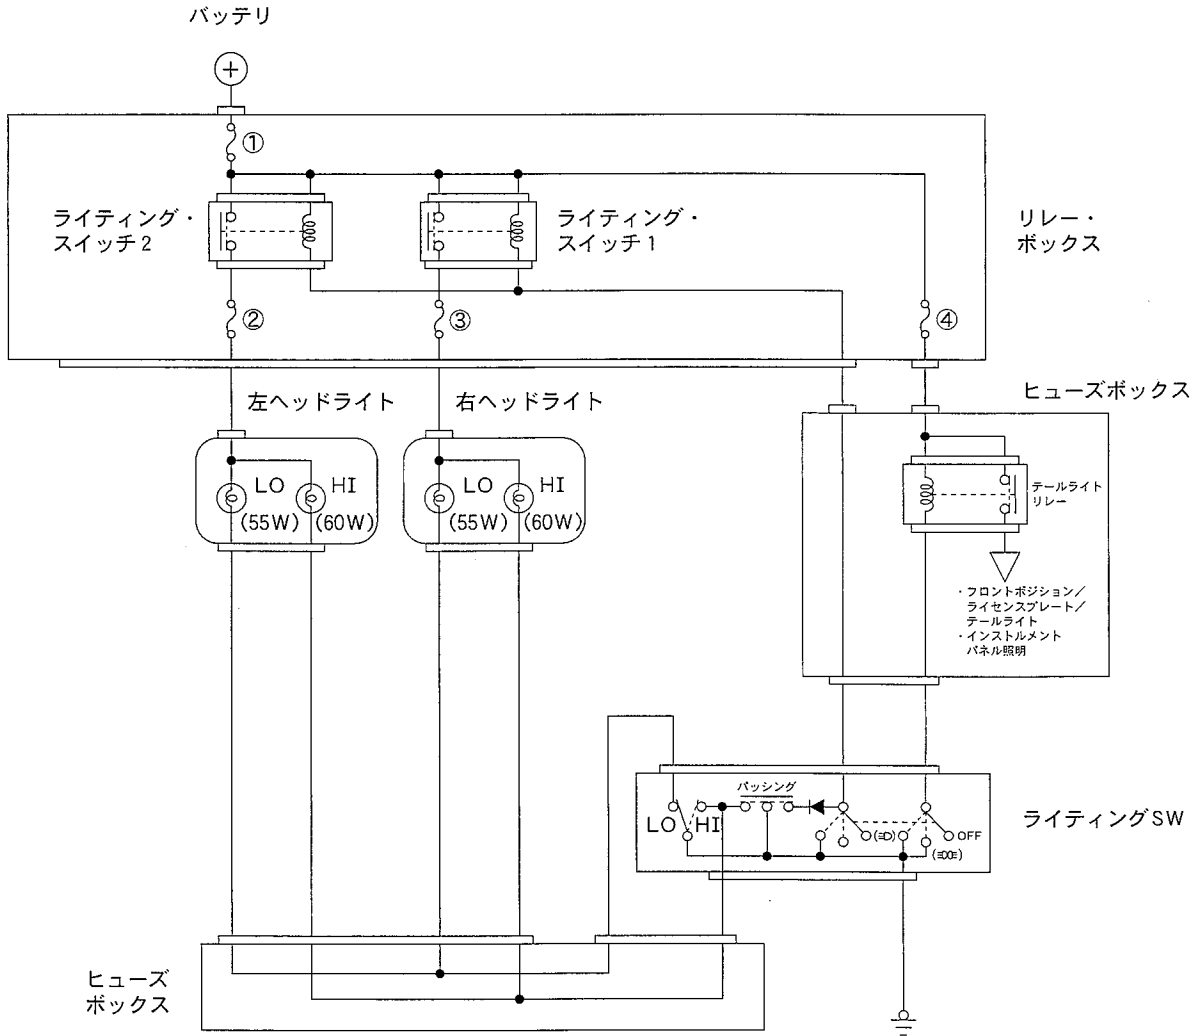 バッテリ
①
ライティング・
スイッチ2
ライティング・
スイッチ1
リレー・
ボックス
②
③
④
左ヘッドライト
右ヘッドライト
ヒューズボックス
LO
HI
(55W)
(60W)
LO
HI
(55W)
(60W)
テールライト
リレー
・フロントポジション/
ライセンスプレート/
テールライト
・インストルメント
パネル照明
パッシング
LO
HI
OFF
ライティングSW
ヒューズ
ボックス